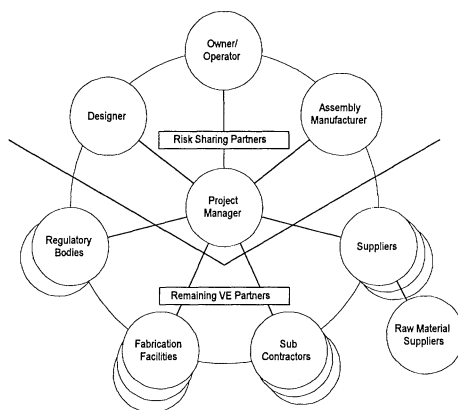 Owner/
Operator
Designer
Assembly
Manufacturer
Risk Sharing Partners
Project
Manager
Regulatory
Bodies
Suppliers
Remaining VE Partners
Raw Material
Suppliers
Fabrication
Facilities
Sub
Contractors